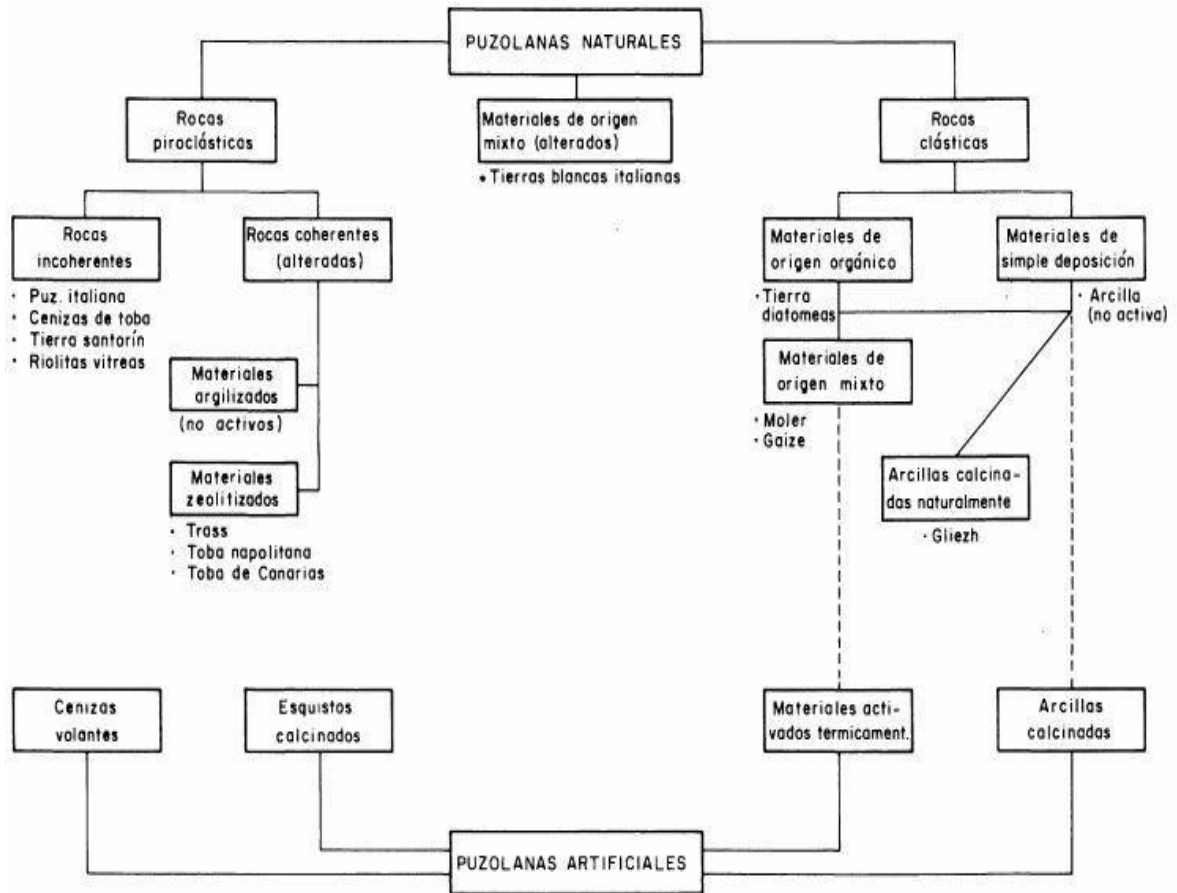 PUZOLANAS NATURALES
Rocas
piroclásticas
Materiales de origen
mixto (alterados)
• Tierras blancas italianas
Rocas
clásticas
Rocas
incoherentes
· Puz. italiana
· Cenizas de toba
· Tierra santorín
· Riolitas vitreas
Rocas coherentes
(alteradas)
Materiales
argilizados
(no activos)
Materiales
zeolitizados
· Trass
· Toba napolitana
· Toba de Canarias
Materiales de
origen orgánico
· Tierra
diatomeas
Materiales de
simple deposición
· Arcilla
(no activa)
Materiales de
origen mixto
· Moler
· Gaize
Arcillas calcina-
das naturalmente
· Gliezh
Cenizas
volantes
Esquistos
calcinados
Materiales acti-
vados termicament.
Arcillas
calcinadas
PUZOLANAS ARTIFICIALES